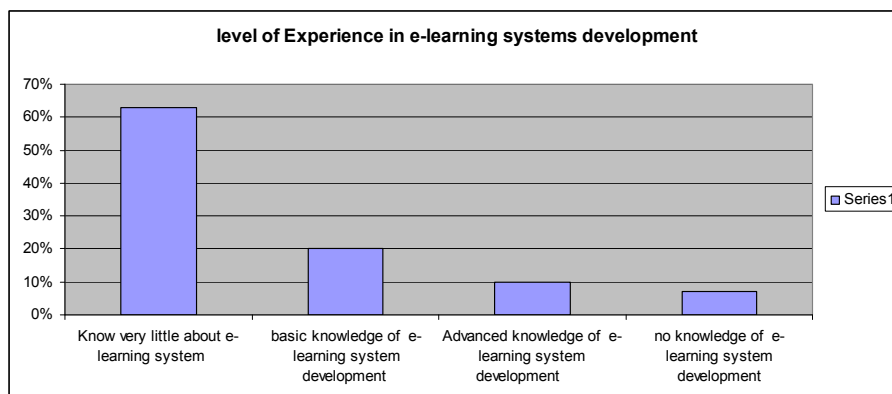 level of Experience in e-learning systems development
70%
60%
50%
40%
30%
20%
10%
0%
Know very little about e-
learning system
basic knowledge of e-
learning system
development
Advanced knowledge of e-
learning system
development
no knowledge of e-
learning system
development
Series1